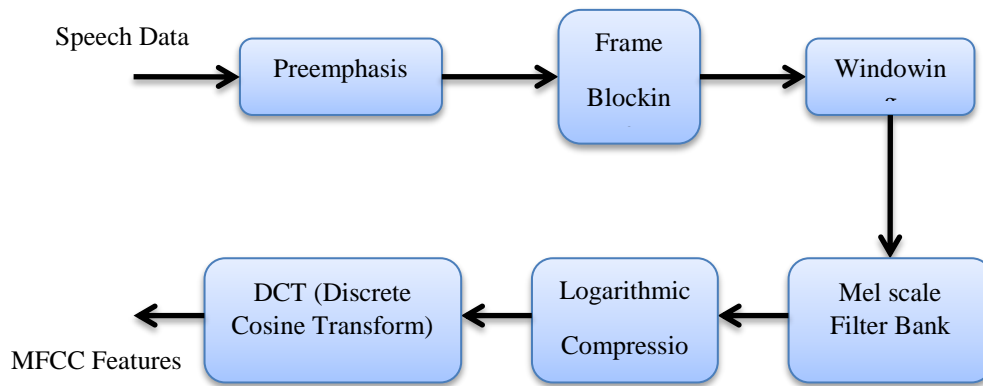 Speech Data
Preemphasis
Frame
Blockin
Windowin
Mel scale
Filter Bank
Logarithmic
Compressio
DCT (Discrete
Cosine Transform)
MFCC Features